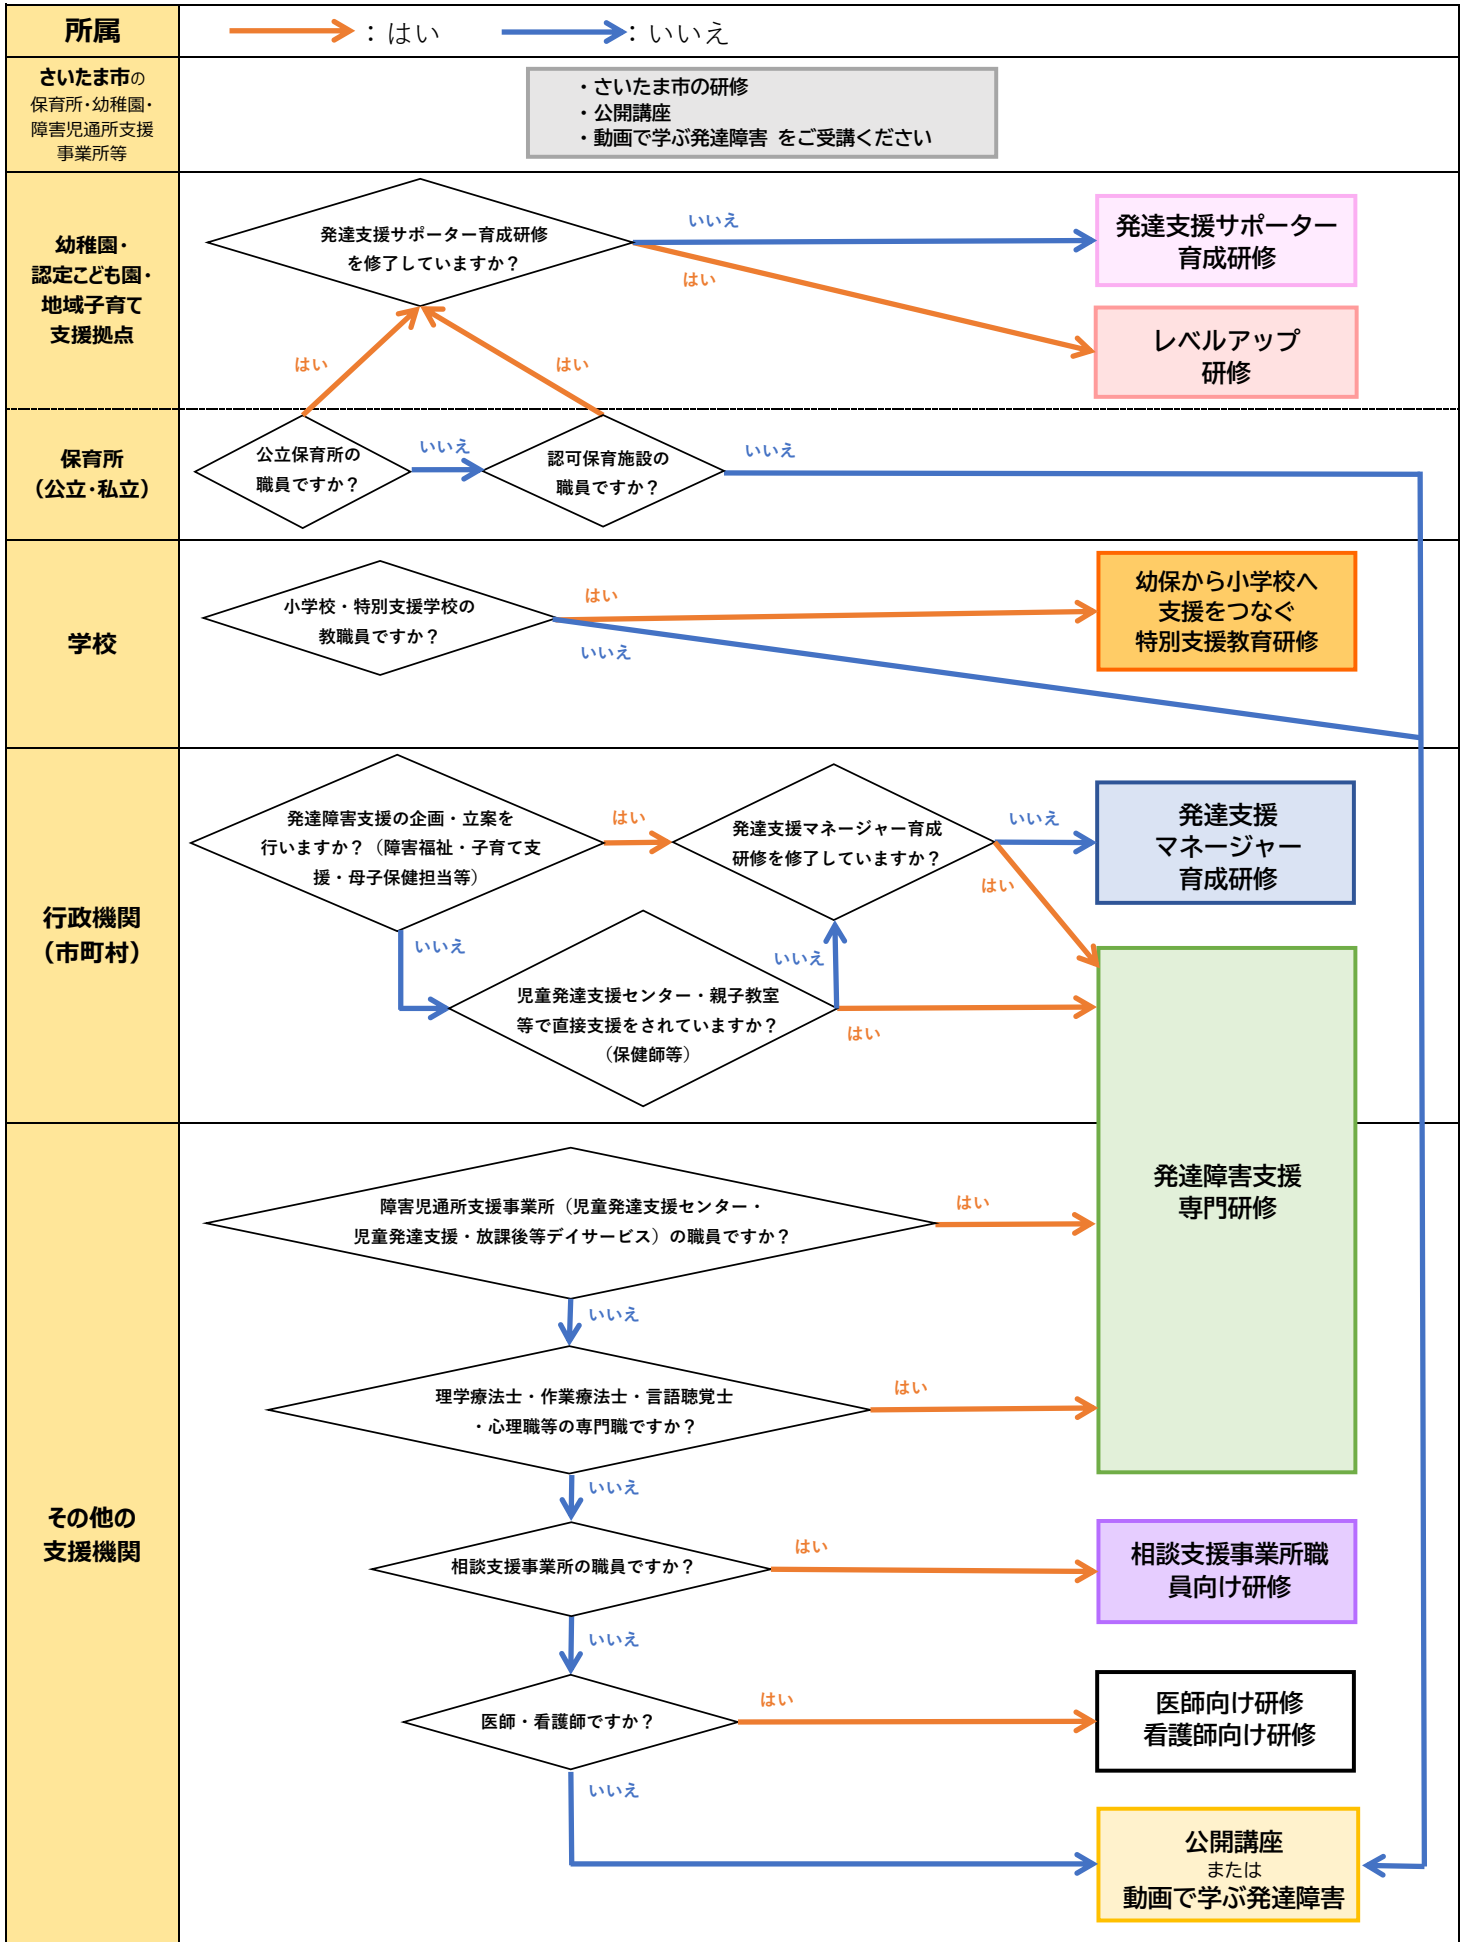 所属
：はい
：いいえ
さいたま市の
保育所・幼稚園・
障害児通所支援
事業所等
・さいたま市の研修
・公開講座
・動画で学ぶ発達障害 をご受講ください
幼稚園・
認定こども園・
地域子育て
支援拠点
発達支援サポーター育成研修
を修了していますか？
いいえ
はい
発達支援サポーター
育成研修
レベルアップ
研修
はい
はい
保育所
（公立・私立）
公立保育所の
職員ですか？
いいえ
認可保育施設の
職員ですか？
いいえ
学校
小学校・特別支援学校の
教職員ですか？
はい
いいえ
幼保から小学校へ
支援をつなぐ
特別支援教育研修
行政機関
（市町村）
発達障害支援の企画・立案を
行いますか？（障害福祉・子育て支
援・母子保健担当等）
はい
発達支援マネージャー育成
研修を修了していますか？
いいえ
はい
発達支援
マネージャー
育成研修
いいえ
児童発達支援センター・親子教室
等で直接支援をされていますか？
（保健師等）
いいえ
はい
発達障害支援
専門研修
その他の
支援機関
障害児通所支援事業所（児童発達支援センター・
児童発達支援・放課後等デイサービス）の職員ですか？
はい
いいえ
理学療法士・作業療法士・言語聴覚士
・心理職等の専門職ですか？
はい
いいえ
相談支援事業所の職員ですか？
はい
相談支援事業所職
員向け研修
いいえ
医師・看護師ですか？
はい
医師向け研修
看護師向け研修
いいえ
公開講座
または
動画で学ぶ発達障害